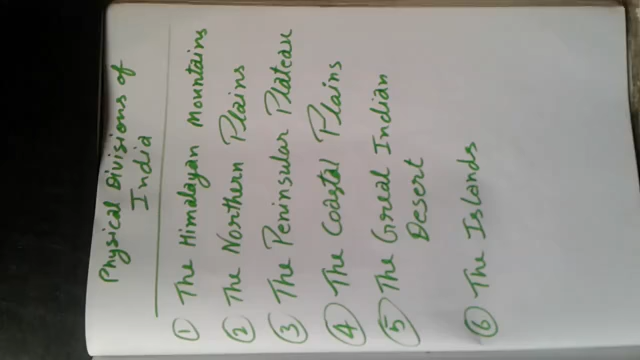 Physical Divisions of
India
① The Himalayan Mountains
② The Northern Plains
③ The Peninsular Plateau
④ The Coastal Plains
⑤ The Great Indian
Desert
⑥ The Islands